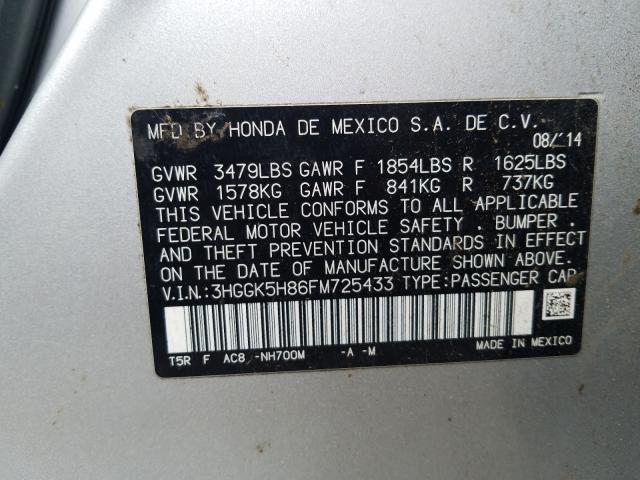 MFD BY HONDA DE MEXICO S.A. DE C.V.
08/14
GVWR 3479LBS GAWR F 1854LBS R 1625LBS
GVWR 1578KG GAWR F 841KG R 737KG
THIS VEHICLE CONFORMS TO ALL APPLICABLE
FEDERAL MOTOR VEHICLE SAFETY , BUMPER ,
AND THEFT PREVENTION STANDARDS IN EFFECT
ON THE DATE OF MANUFACTURE SHOWN ABOVE.
V.I.N.:3HGGK5H86FM725433 TYPE:PASSENGER CAR
T5R F AC8 -NH700M -A -M
MADE IN MEXICO